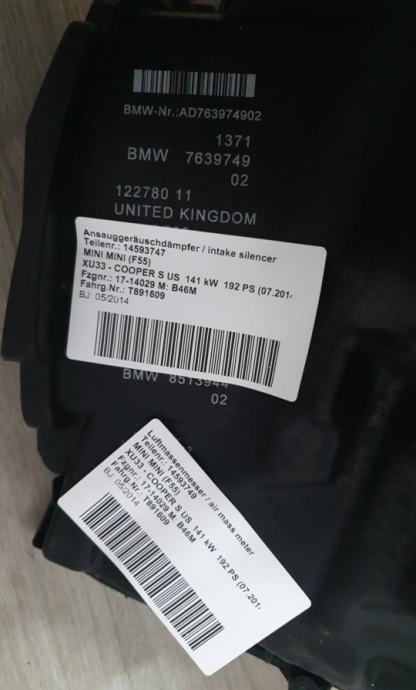 BMW-Nr.:AD763974902
1371
BMW 7639749
02
122780 11
UNITED KINGDOM
Ansauggeräuschdämpfer / intake silencer
Teilenr.: 14593747
MINI MINI (F55)
XU33 - COOPER S US 141 kW 192 PS (07.201
Fzgnr.: 17-14029 M: B46M
Fahrg.Nr.: T891609
BJ: 05/2014
BMW 8513944
02
Luftmassenmesser / air mass meter
Teilenr.: 14593749
MINI MINI (F55)
XU33 - COOPER S US 141 kW 192 PS (07.201
Fzgnr.: 17-14029 M: B46M
Fahrg.Nr.: T891609
BJ: 05/2014